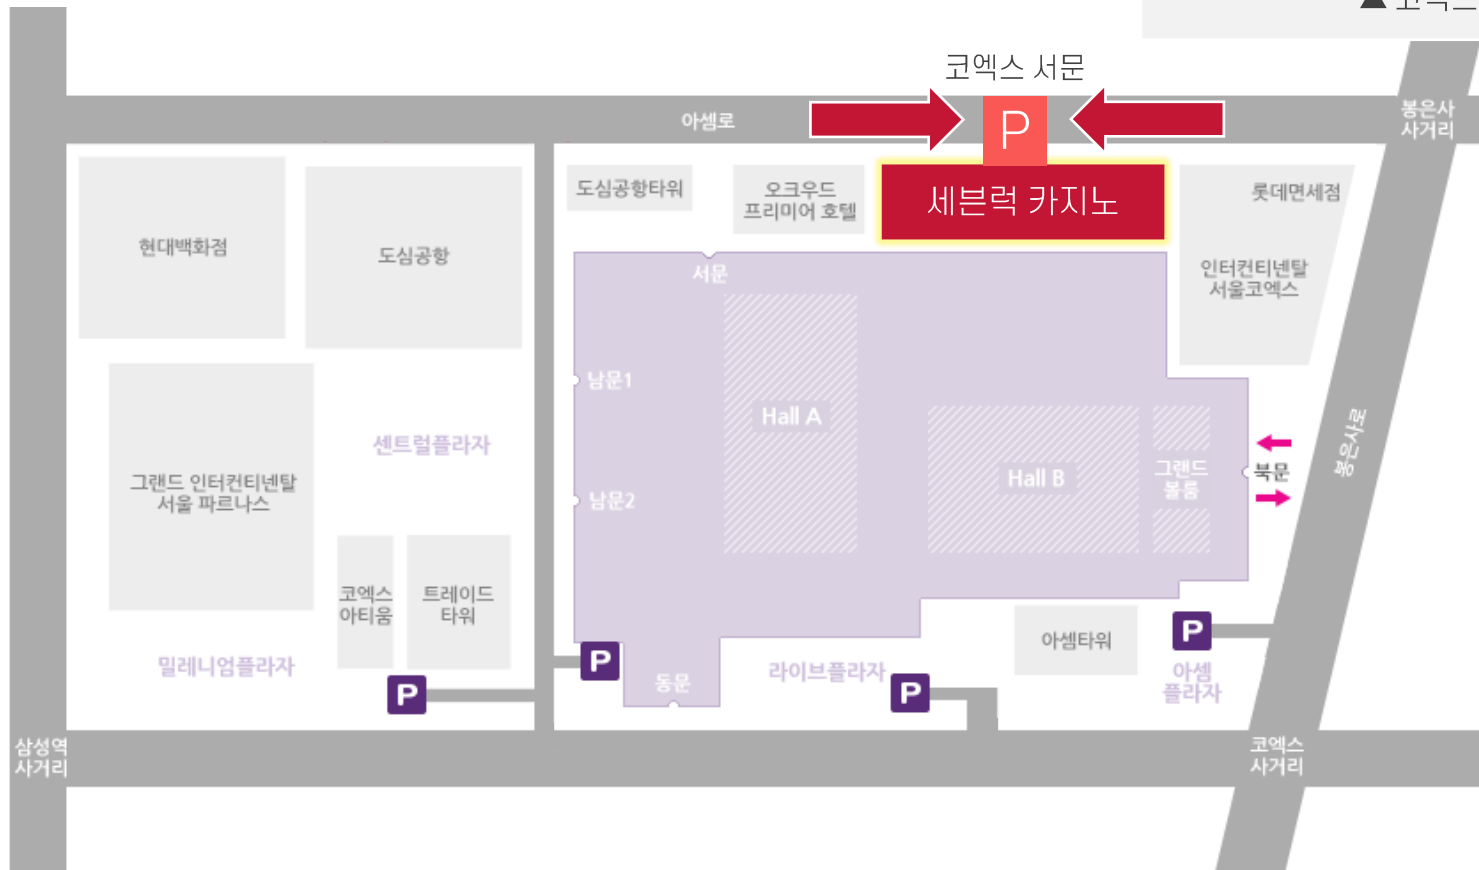 ▲ 코엑스
코엑스 서문
아셈로
P
봉은사
사거리
도심공항타워
오크우드
프리미어 호텔
세븐럭 카지노
롯데면세점
현대백화점
도심공항
서문
인터컨티넨탈
서울코엑스
남문1
Hall A
센트럴플라자
봉은사로
그랜드 인터컨티넨탈
서울 파르나스
남문2
Hall B
그랜드
볼룸
북문
코엑스
아티움
트레이드
타워
아셈타워
P
밀레니엄플라자
P
P
동문
라이브플라자
P
아셈
플라자
삼성역
사거리
코엑스
사거리